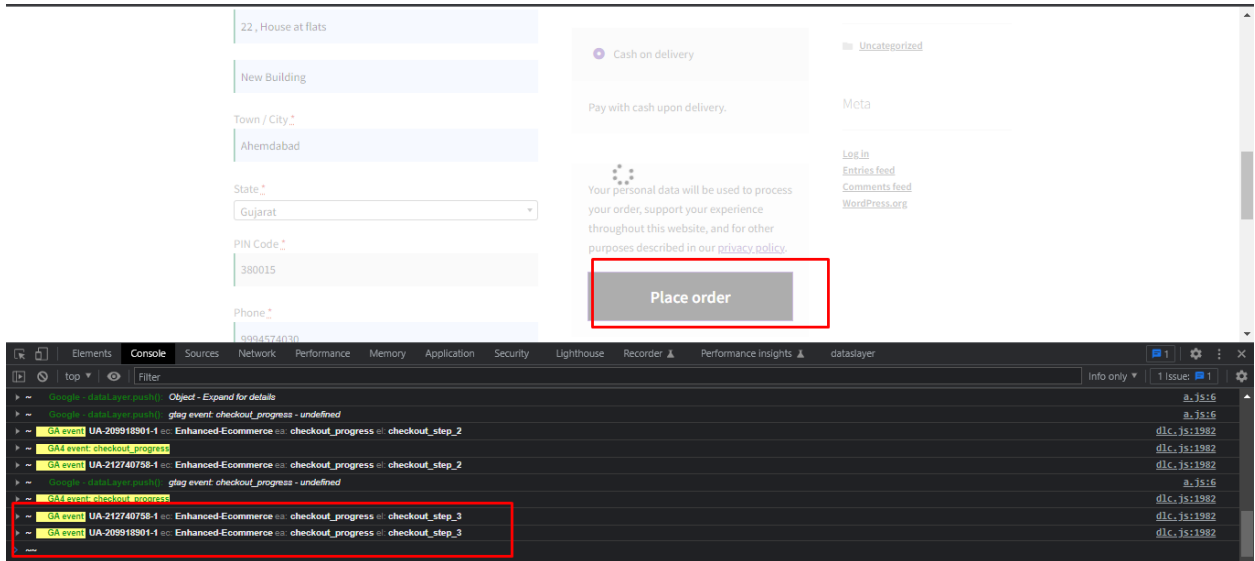 22 , House at flats
New Building
Town / City *
Ahemdabad
State *
Gujarat
PIN Code *
380015
Phone *
9994574030
Cash on delivery
Pay with cash upon delivery.
Your personal data will be used to process
your order, support your experience
throughout this website, and for other
purposes described in our privacy policy.
Place order
Uncategorized
Meta
Log in
Entries feed
Comments feed
WordPress.org
Elements Console Sources Network Performance Memory Application Security Lighthouse Recorder Performance insights dataslayer 1
top Filter Info only 1 Issue: 1
~ Google - dataLayer.push(): Object - Expand for details a.js:6
~ Google - dataLayer.push(): gtag event: checkout_progress - undefined a.js:6
~ GA event UA-209918901-1 ec: Enhanced-Ecommerce ea: checkout_progress el: checkout_step_2 dlc.js:1982
~ GA4 event: checkout_progress dlc.js:1982
~ GA event UA-212740758-1 ec: Enhanced-Ecommerce ea: checkout_progress el: checkout_step_2 dlc.js:1982
~ Google - dataLayer.push(): gtag event: checkout_progress - undefined a.js:6
~ GA4 event: checkout_progress dlc.js:1982
~ GA event UA-212740758-1 ec: Enhanced-Ecommerce ea: checkout_progress el: checkout_step_3 dlc.js:1982
~ GA event UA-209918901-1 ec: Enhanced-Ecommerce ea: checkout_progress el: checkout_step_3 dlc.js:1982
~~